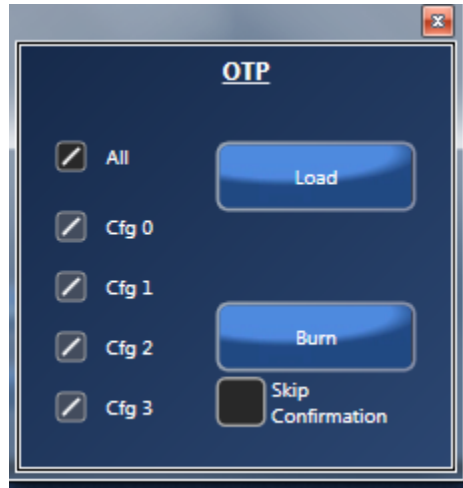 OTP
All
Load
Cfg 0
Cfg 1
Cfg 2
Burn
Cfg 3
Skip
Confirmation